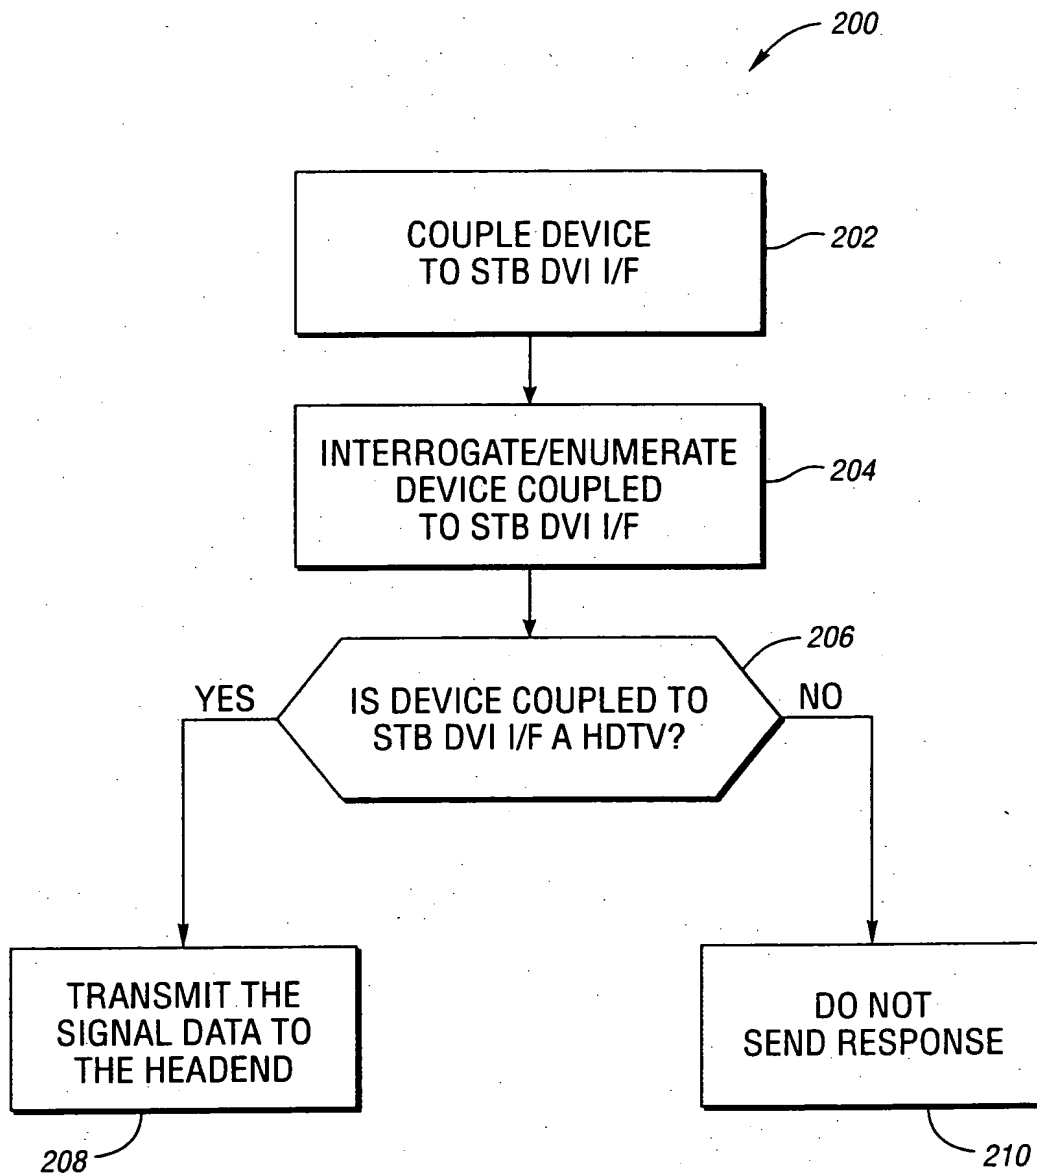 200
COUPLE DEVICE
TO STB DVI I/F
202
INTERROGATE/ENUMERATE
DEVICE COUPLED
TO STB DVI I/F
204
206
YES
NO
IS DEVICE COUPLED TO
STB DVI I/F A HDTV?
TRANSMIT THE
SIGNAL DATA TO
THE HEADEND
DO NOT
SEND RESPONSE
208
210